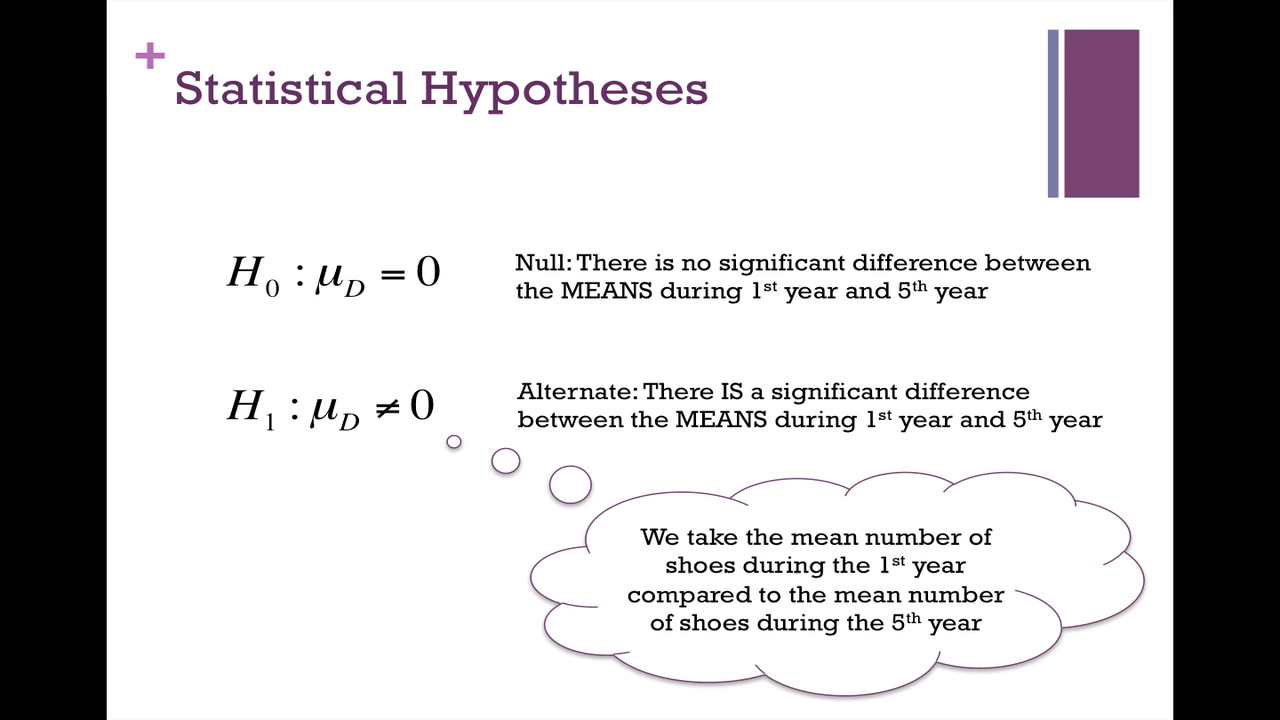 +
Statistical Hypotheses
H₀ : μ_D = 0
Null: There is no significant difference between
the MEANS during 1st year and 5th year
H₁ : μ_D ≠ 0
Alternate: There IS a significant difference
between the MEANS during 1st year and 5th year
We take the mean number of
shoes during the 1st year
compared to the mean number
of shoes during the 5th year